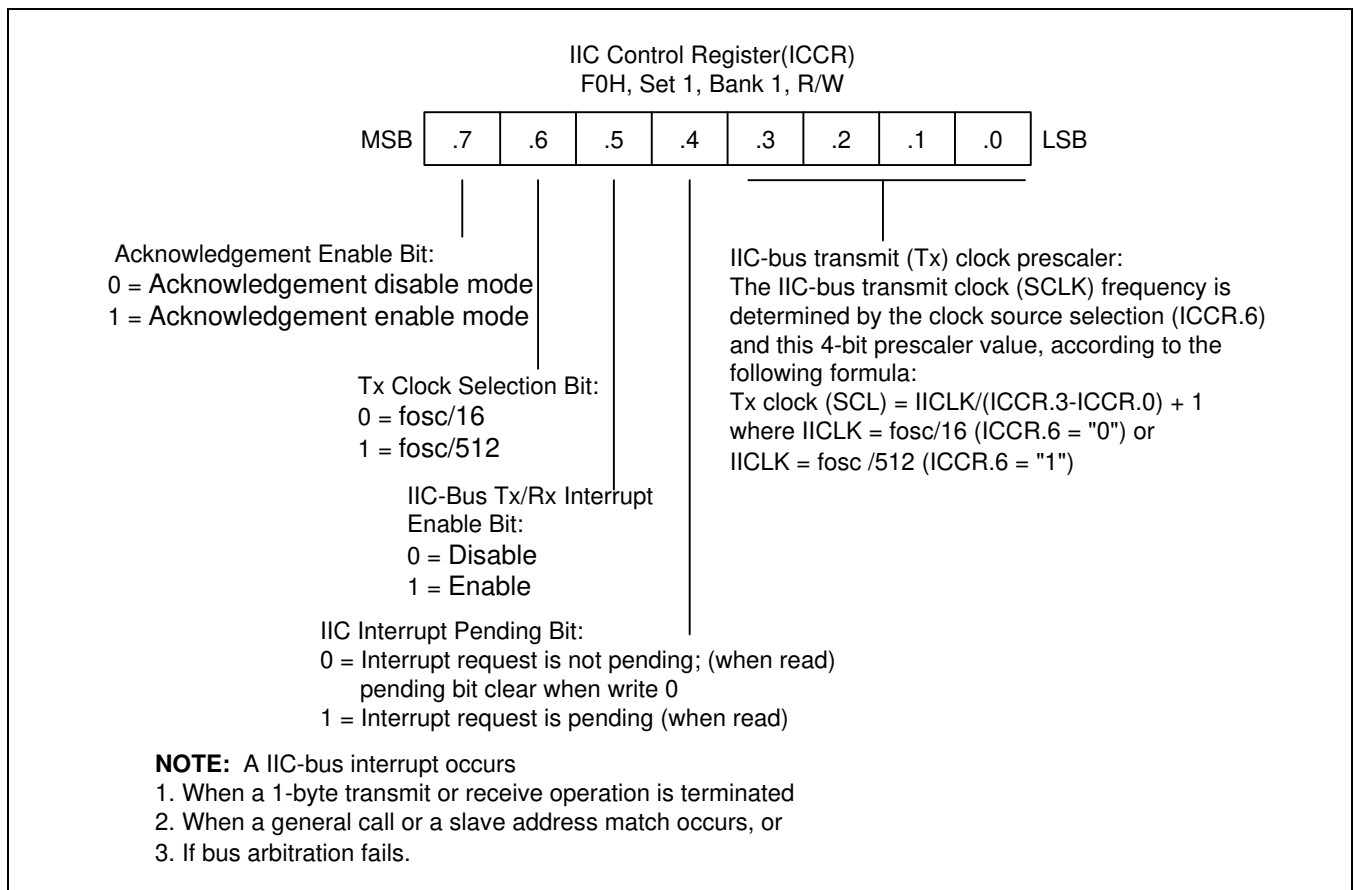 IIC Control Register(ICCR)
F0H, Set 1, Bank 1, R/W
MSB .7 .6 .5 .4 .3 .2 .1 .0 LSB
Acknowledgement Enable Bit:
0 = Acknowledgement disable mode
1 = Acknowledgement enable mode
Tx Clock Selection Bit:
0 = fosc/16
1 = fosc/512
IIC-Bus Tx/Rx Interrupt
Enable Bit:
0 = Disable
1 = Enable
IIC Interrupt Pending Bit:
0 = Interrupt request is not pending; (when read)
pending bit clear when write 0
1 = Interrupt request is pending (when read)
IIC-bus transmit (Tx) clock prescaler:
The IIC-bus transmit clock (SCLK) frequency is
determined by the clock source selection (ICCR.6)
and this 4-bit prescaler value, according to the
following formula:
Tx clock (SCL) = IICLK/(ICCR.3-ICCR.0) + 1
where IICLK = fosc/16 (ICCR.6 = "0") or
IICLK = fosc /512 (ICCR.6 = "1")
NOTE: A IIC-bus interrupt occurs
1. When a 1-byte transmit or receive operation is terminated
2. When a general call or a slave address match occurs, or
3. If bus arbitration fails.